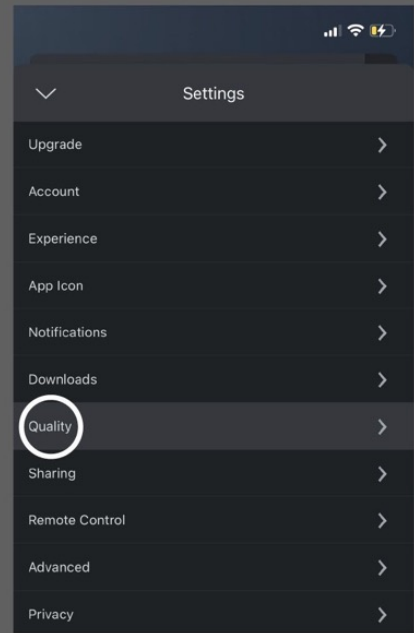 Settings
Upgrade
Account
Experience
App Icon
Notifications
Downloads
Quality
Sharing
Remote Control
Advanced
Privacy